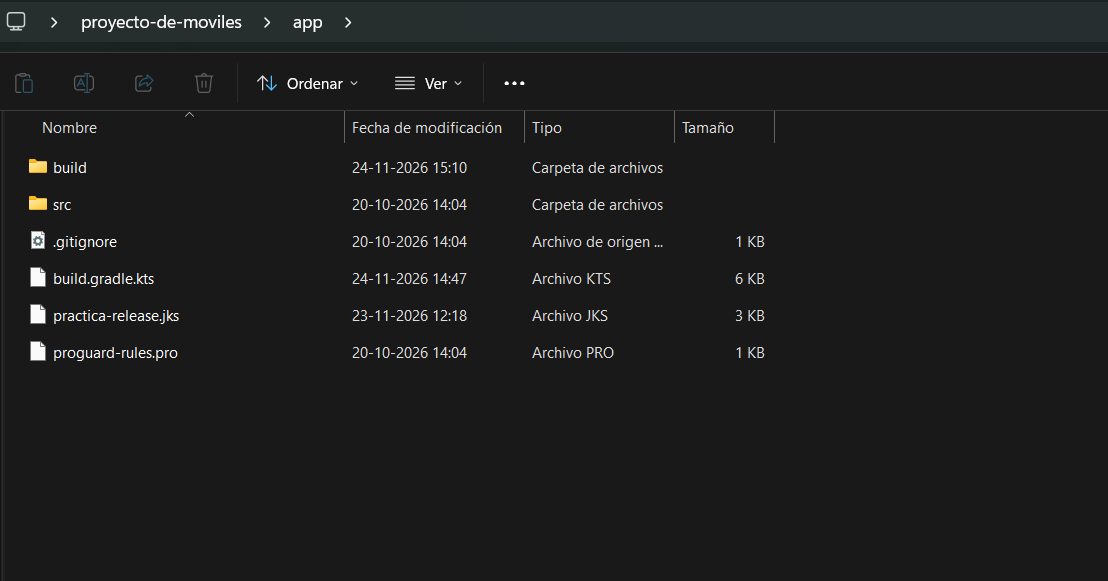 proyecto-de-moviles > app >
Ordenar Ver
Nombre Fecha de modificación Tipo Tamaño
build 24-11-2026 15:10 Carpeta de archivos
src 20-10-2026 14:04 Carpeta de archivos
.gitignore 20-10-2026 14:04 Archivo de origen ... 1 KB
build.gradle.kts 24-11-2026 14:47 Archivo KTS 6 KB
practica-release.jks 23-11-2026 12:18 Archivo JKS 3 KB
proguard-rules.pro 20-10-2026 14:04 Archivo PRO 1 KB